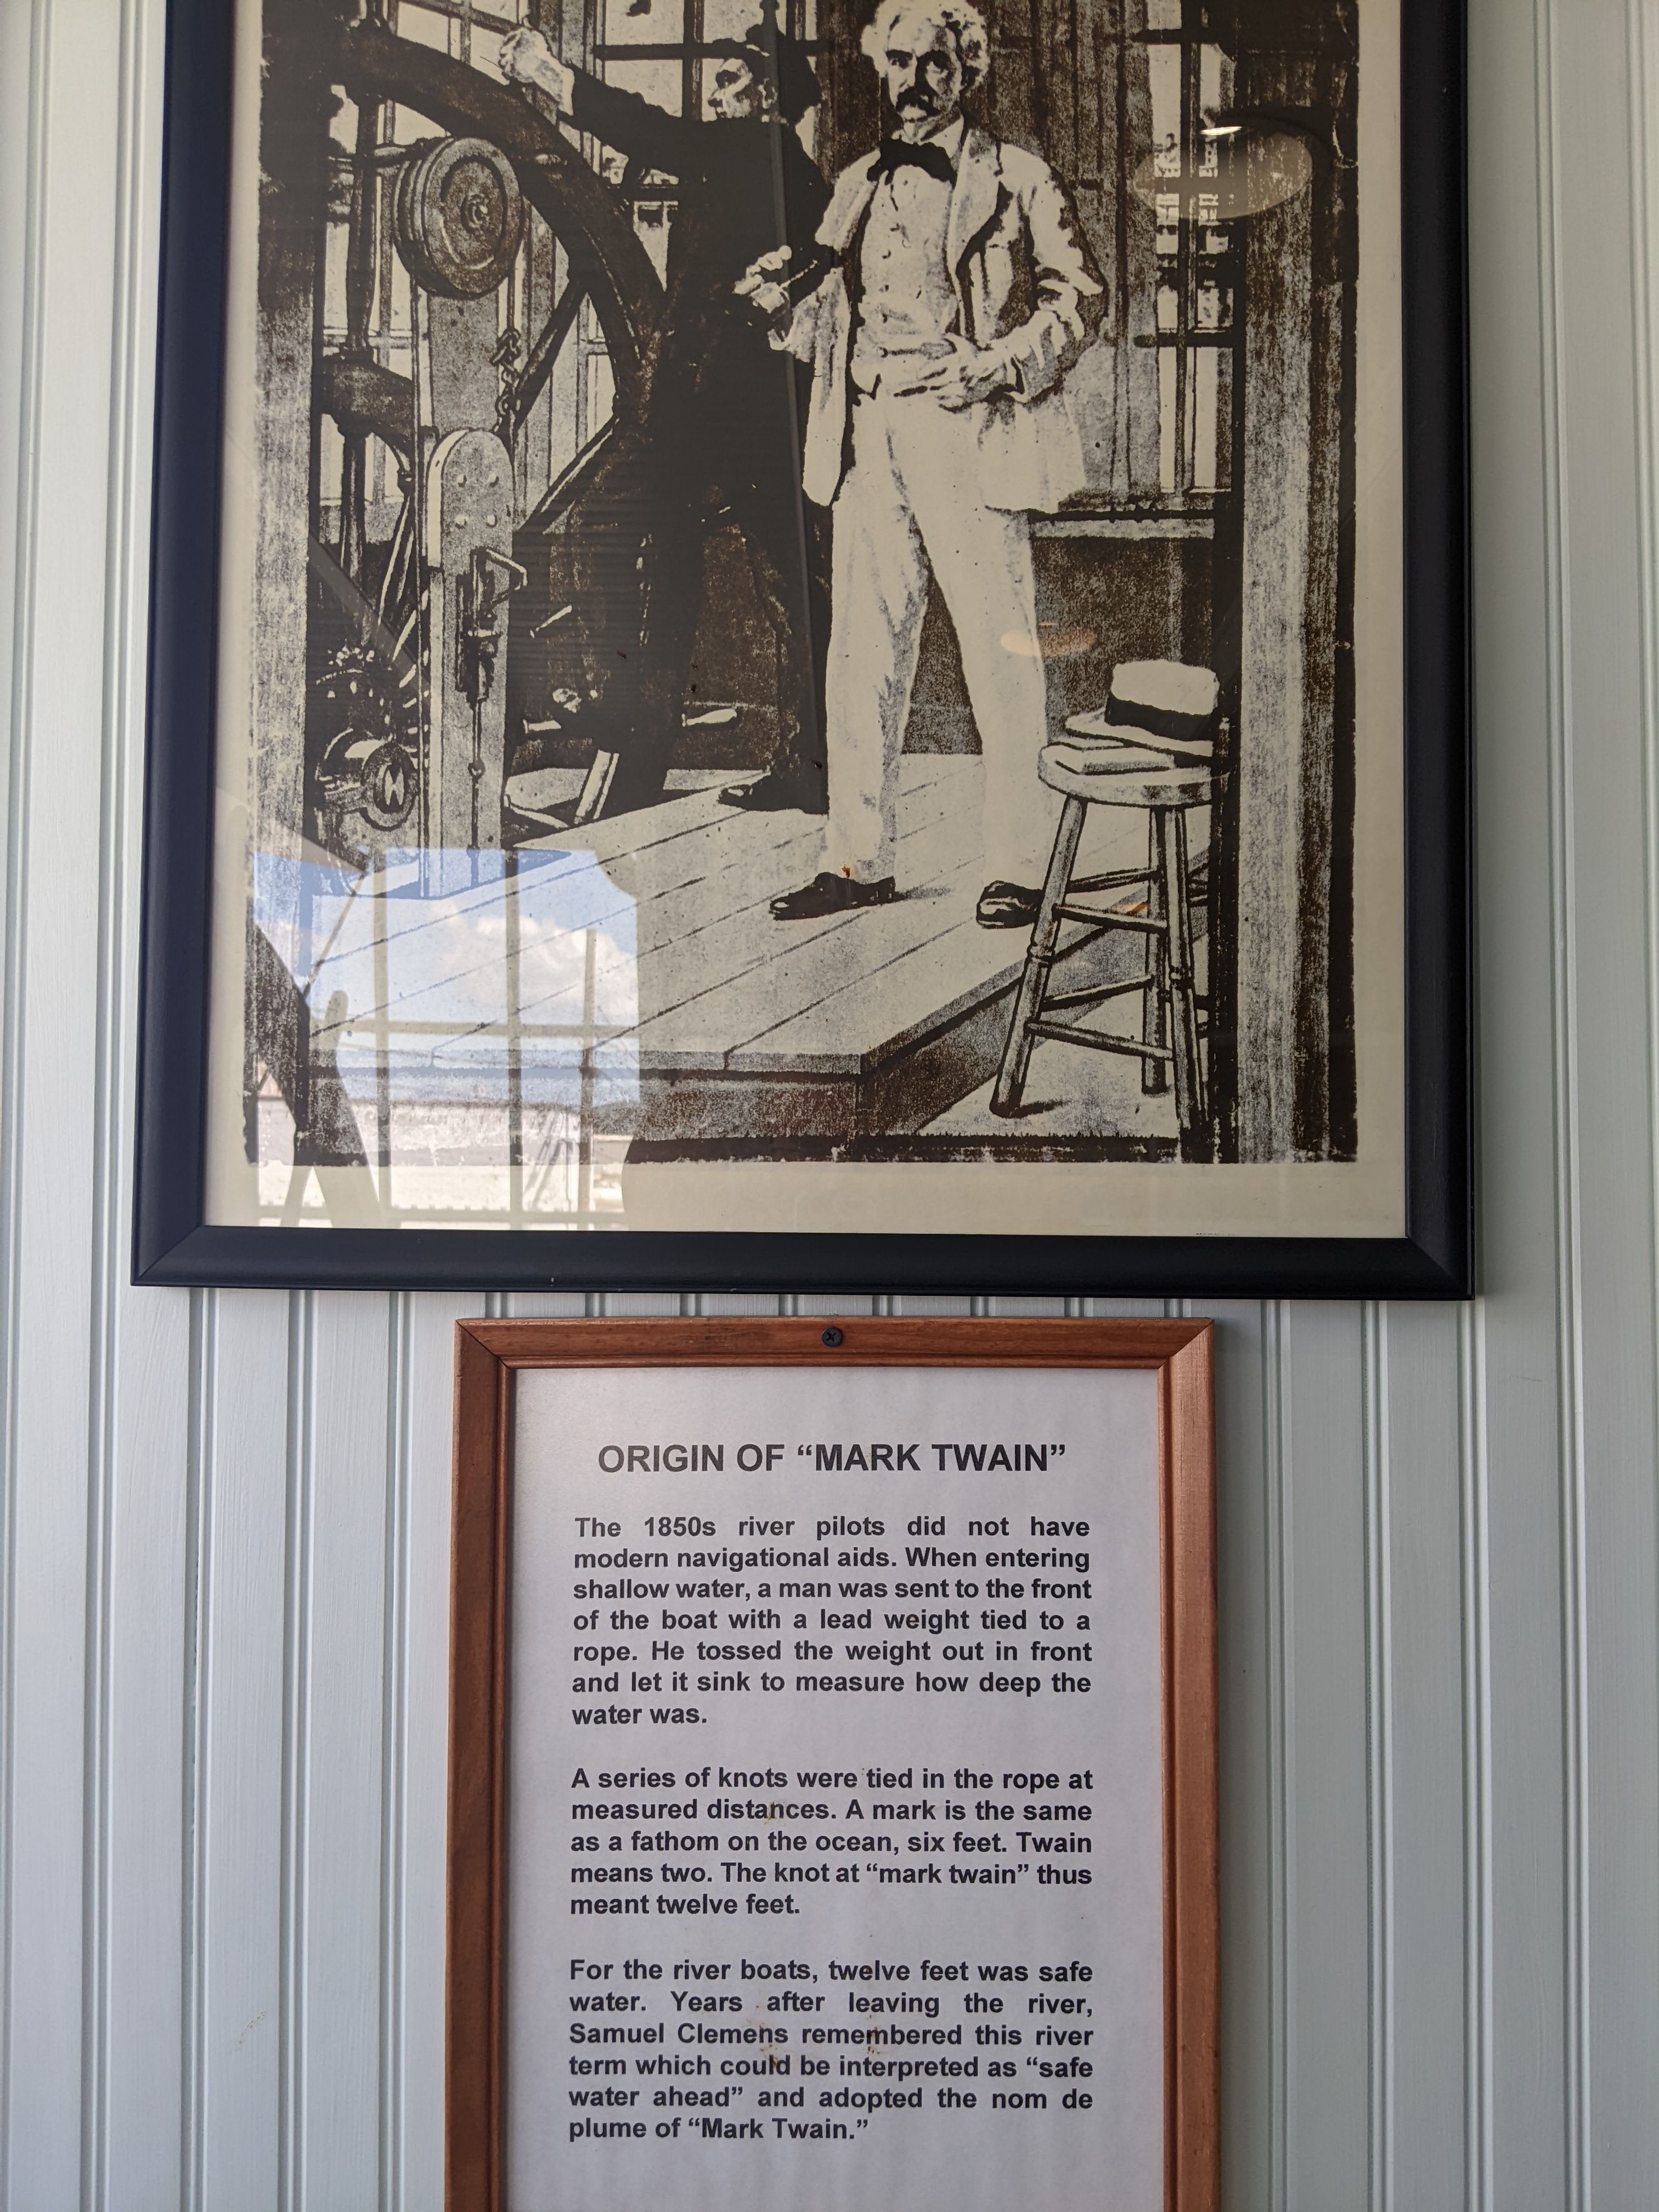 ORIGIN OF “MARK TWAIN”
The 1850s river pilots did not have
modern navigational aids. When entering
shallow water, a man was sent to the front
of the boat with a lead weight tied to a
rope. He tossed the weight out in front
and let it sink to measure how deep the
water was.
A series of knots were tied in the rope at
measured distances. A mark is the same
as a fathom on the ocean, six feet. Twain
means two. The knot at “mark twain” thus
meant twelve feet.
For the river boats, twelve feet was safe
water. Years after leaving the river,
Samuel Clemens remembered this river
term which could be interpreted as “safe
water ahead” and adopted the nom de
plume of “Mark Twain.”